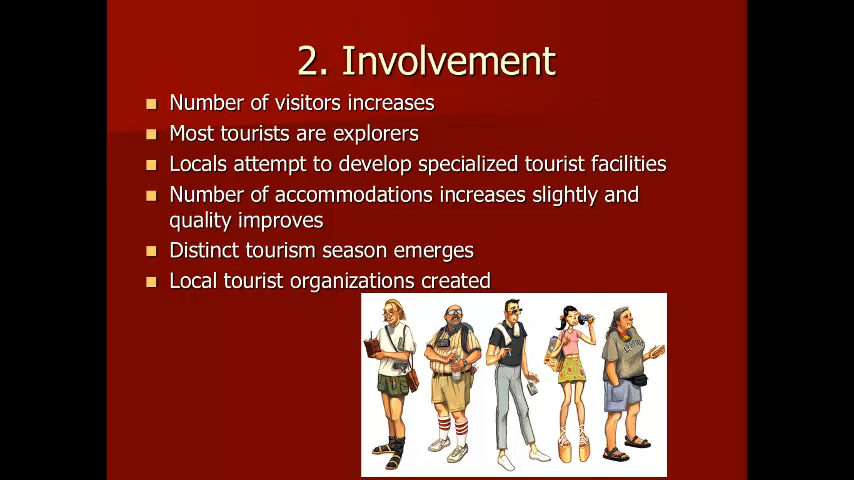 2. Involvement
Number of visitors increases
Most tourists are explorers
Locals attempt to develop specialized tourist facilities
Number of accommodations increases slightly and
quality improves
Distinct tourism season emerges
Local tourist organizations created